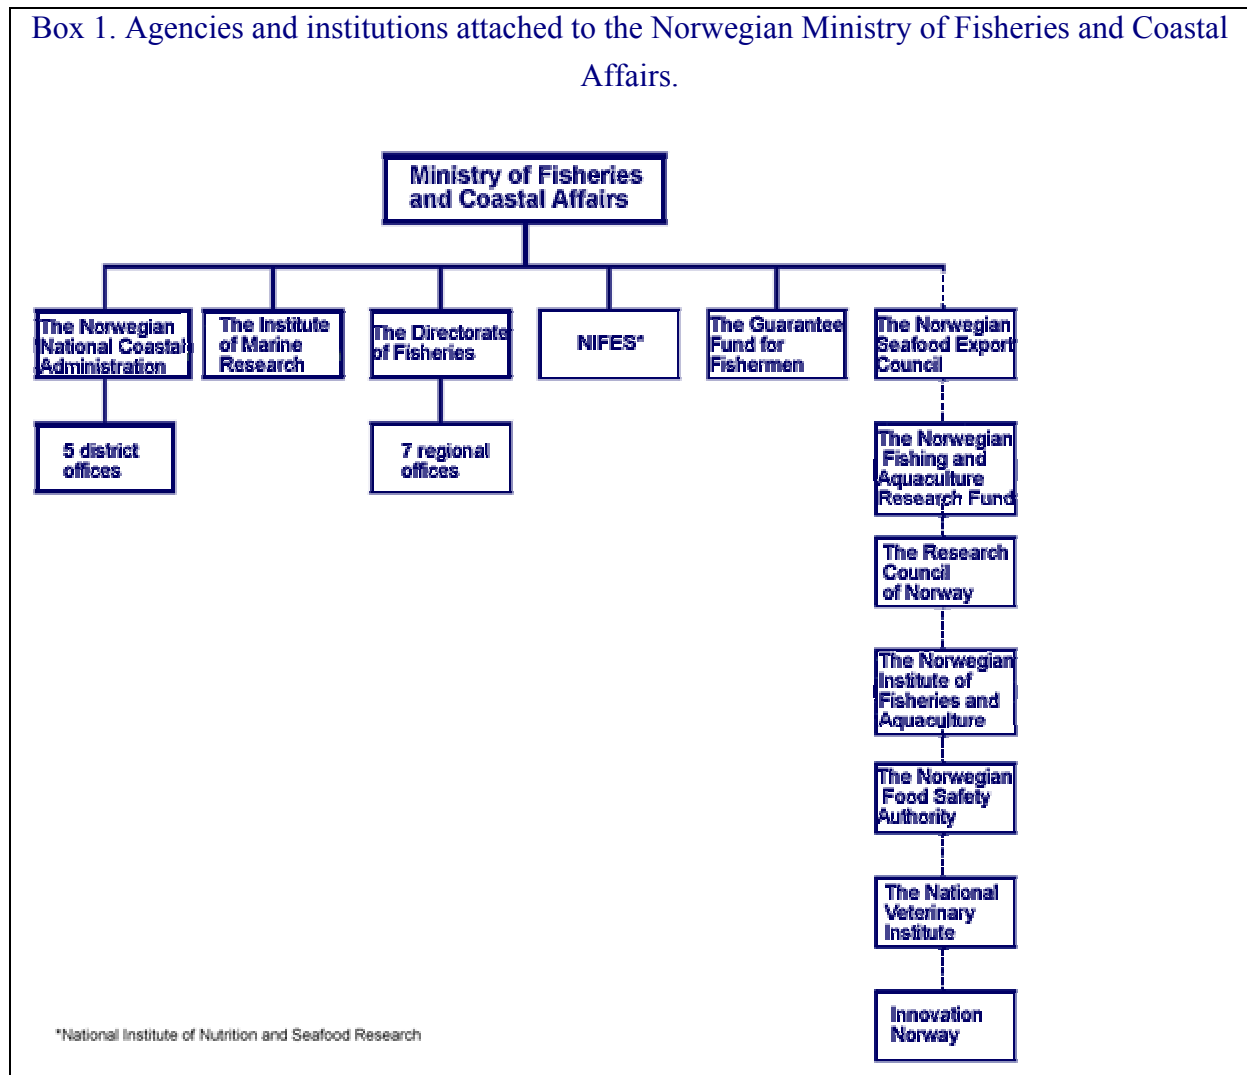 Box 1. Agencies and institutions attached to the Norwegian Ministry of Fisheries and Coastal
Affairs.
Ministry of Fisheries
and Coastal Affairs
The Norwegian
National Coastal
Administration
The Institute
of Marine
Research
The Directorate
of Fisheries
NIFES*
The Guarantee
Fund for
Fishermen
The Norwegian
Seafood Export
Council
5 district
offices
7 regional
offices
The Norwegian
Fishing and
Aquaculture
Research Fund
The Research
Council
of Norway
The Norwegian
Institute of
Fisheries and
Aquaculture
The Norwegian
Food Safety
Authority
The National
Veterinary
Institute
Innovation
Norway
*National Institute of Nutrition and Seafood Research